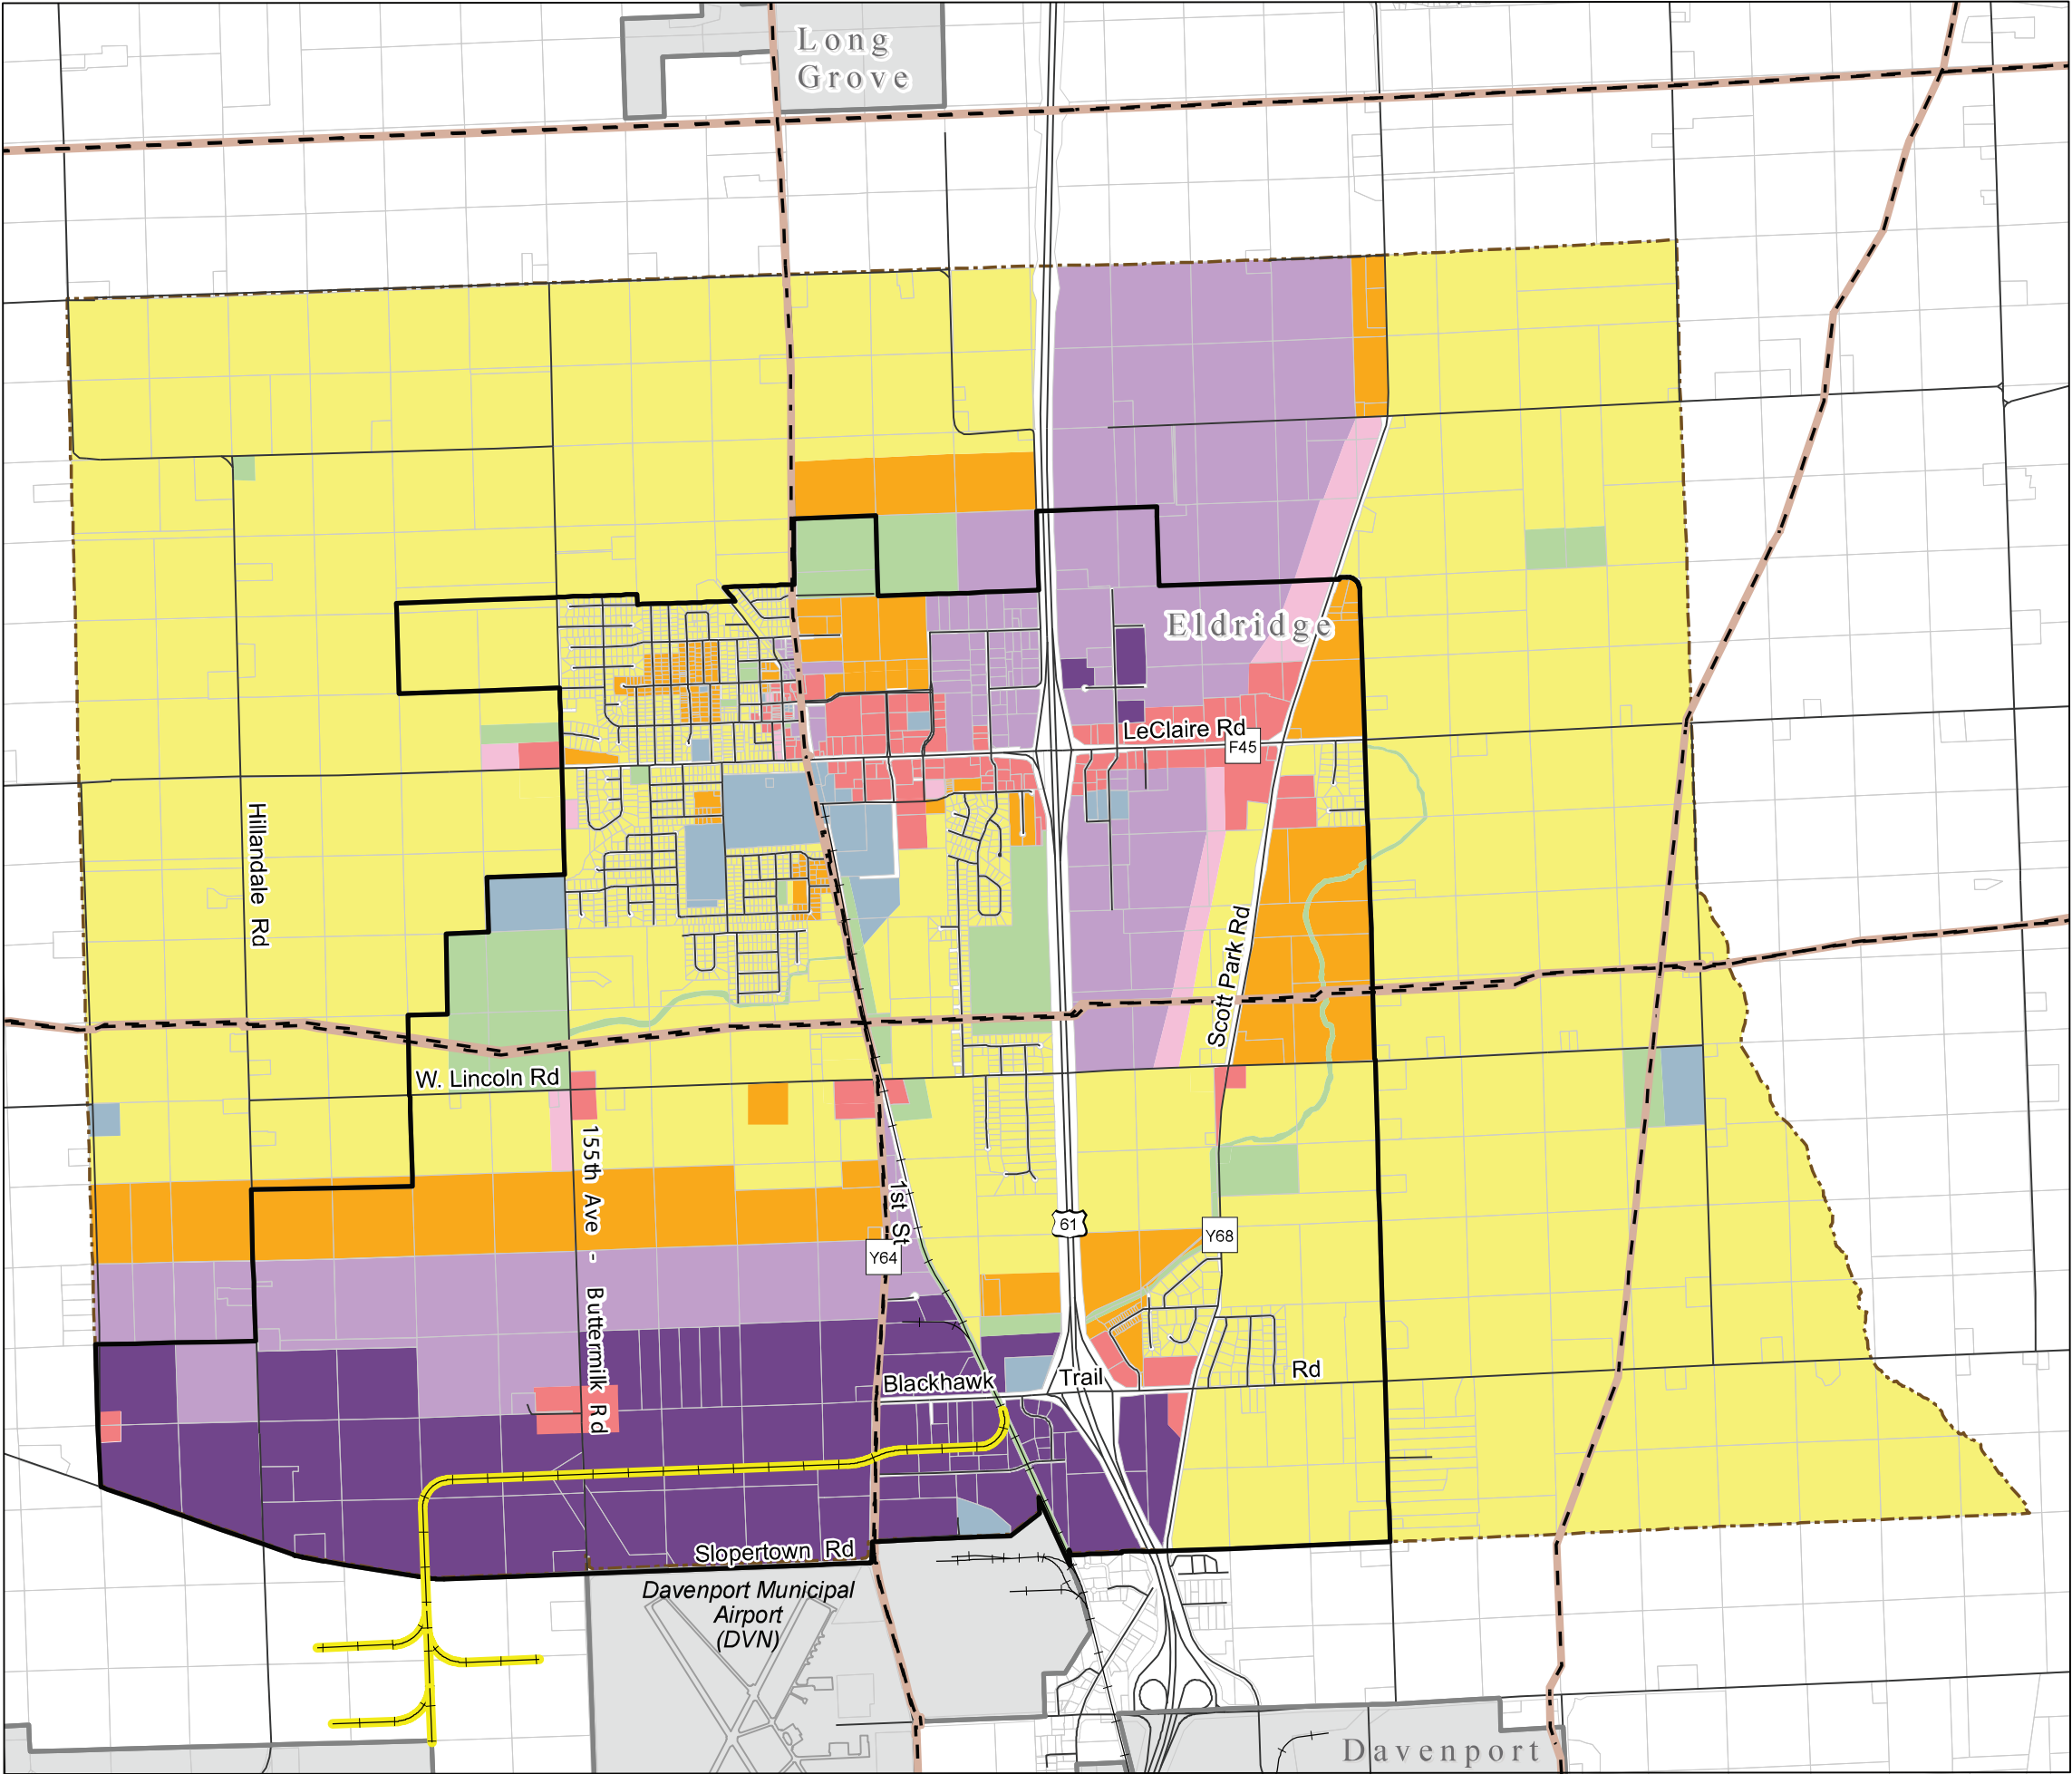 Long
Grove
Eldridge
LeClaire Rd
F45
Hillandale Rd
Scott Park Rd
W. Lincoln Rd
155th Ave - Buttermilk Rd
1st St
61
Y68
Y64
Blackhawk Trail Rd
Slopertown Rd
Davenport Municipal
Airport
(DVN)
Davenport